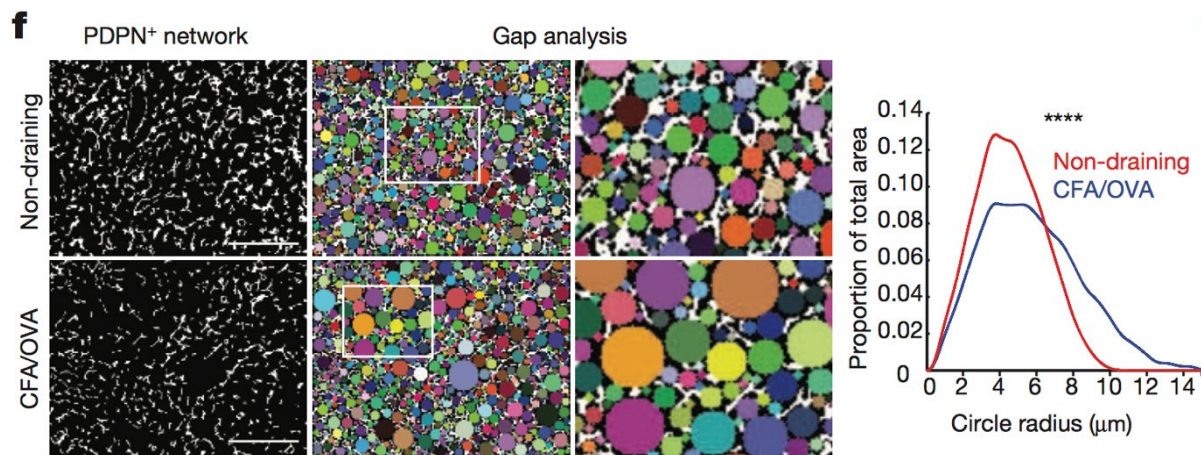 f
PDPN⁺ network
Gap analysis
Non-draining
CFA/OVA
****
Non-draining
CFA/OVA
Proportion of total area
0.14
0.12
0.10
0.08
0.06
0.04
0.02
0
0 2 4 6 8 10 12 14
Circle radius (μm)